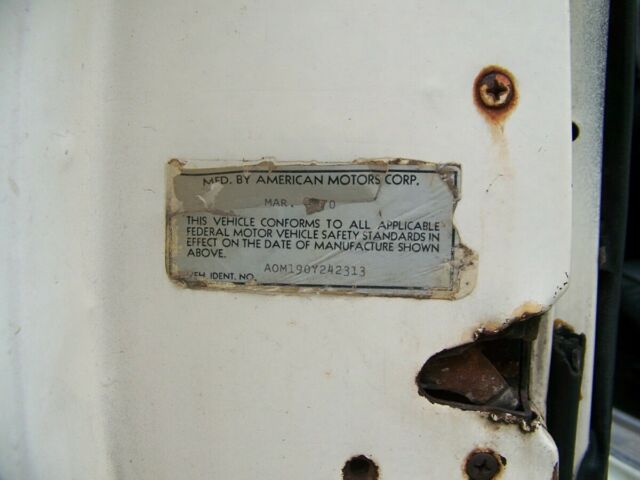 MFD. BY AMERICAN MOTORS CORP.
MAR.
THIS VEHICLE CONFORMS TO ALL APPLICABLE
FEDERAL MOTOR VEHICLE SAFETY STANDARDS IN
EFFECT ON THE DATE OF MANUFACTURE SHOWN
ABOVE.
VEH. IDENT. NO. A0M190Y242313